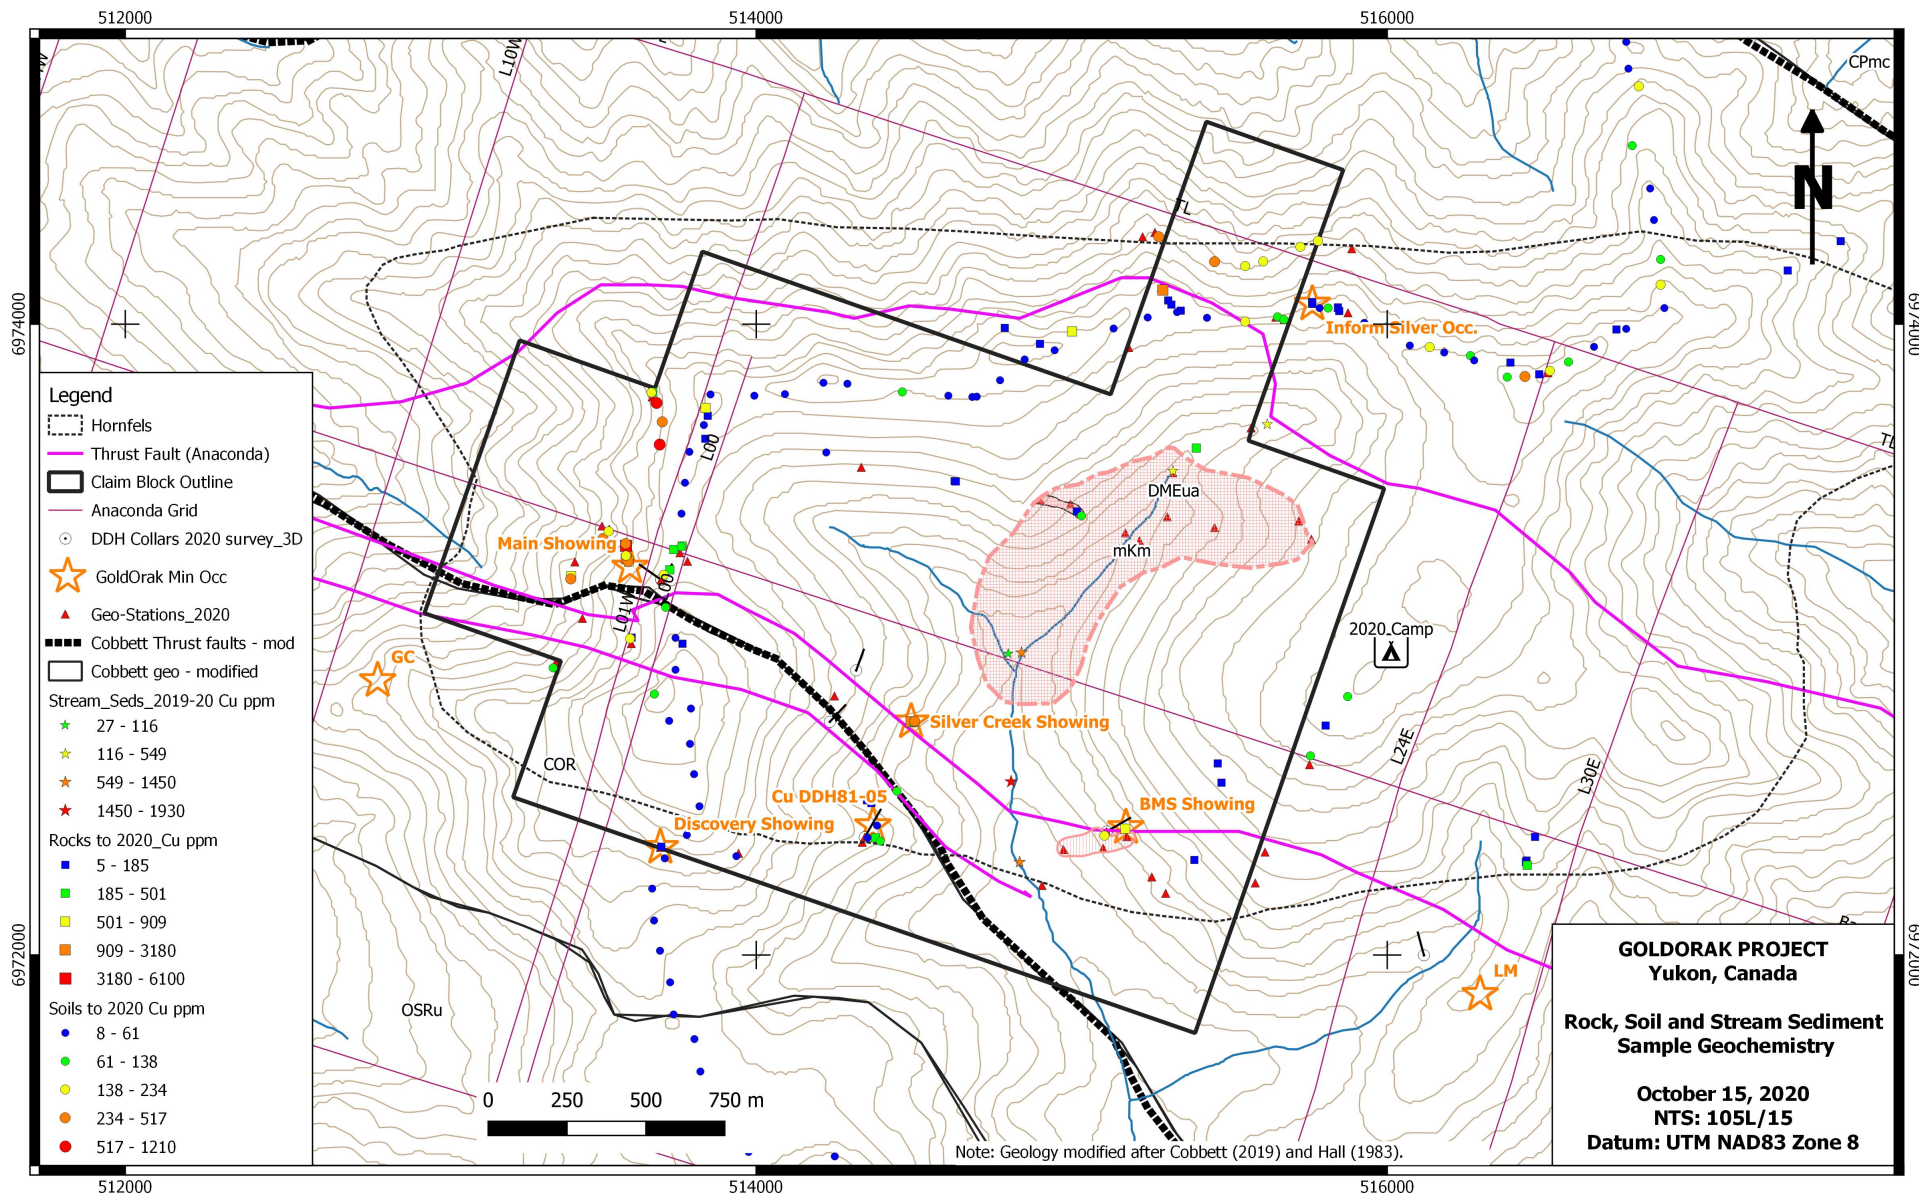 512000
514000
516000
L10W
CPmc
N
TL
6974000
6974000
Inform Silver Occ.
Legend
Hornfels
Thrust Fault (Anaconda)
Claim Block Outline
Anaconda Grid
DDH Collars 2020 survey_3D
GoldOrak Min Occ
Geo-Stations_2020
Cobbett Thrust faults - mod
Cobbett geo - modified
Stream_Seds_2019-20 Cu ppm
27 - 116
116 - 549
549 - 1450
1450 - 1930
Rocks to 2020_Cu ppm
5 - 185
185 - 501
501 - 909
909 - 3180
3180 - 6100
Soils to 2020 Cu ppm
8 - 61
61 - 138
138 - 234
234 - 517
517 - 1210
L00
DMEua
mKm
Main Showing
L01W
2020 Camp
GC
Silver Creek Showing
COR
L24E
L30E
Cu DDH81-05
BMS Showing
Discovery Showing
6972000
6972000
LM
OSRu
0 250 500 750 m
GOLDORAK PROJECT
Yukon, Canada
Rock, Soil and Stream Sediment
Sample Geochemistry
October 15, 2020
NTS: 105L/15
Datum: UTM NAD83 Zone 8
Note: Geology modified after Cobbett (2019) and Hall (1983).
512000
514000
516000